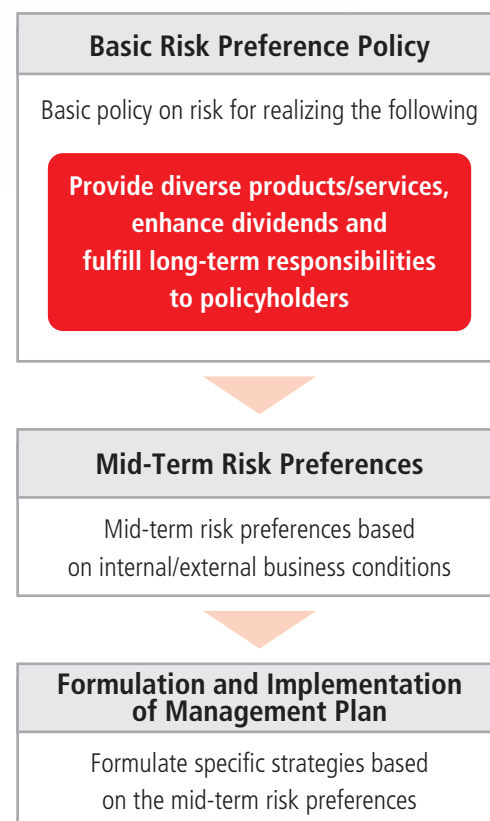 Basic Risk Preference Policy
Basic policy on risk for realizing the following
Provide diverse products/services,
enhance dividends and
fulfill long-term responsibilities
to policyholders
Mid-Term Risk Preferences
Mid-term risk preferences based
on internal/external business conditions
Formulation and Implementation
of Management Plan
Formulate specific strategies based
on the mid-term risk preferences